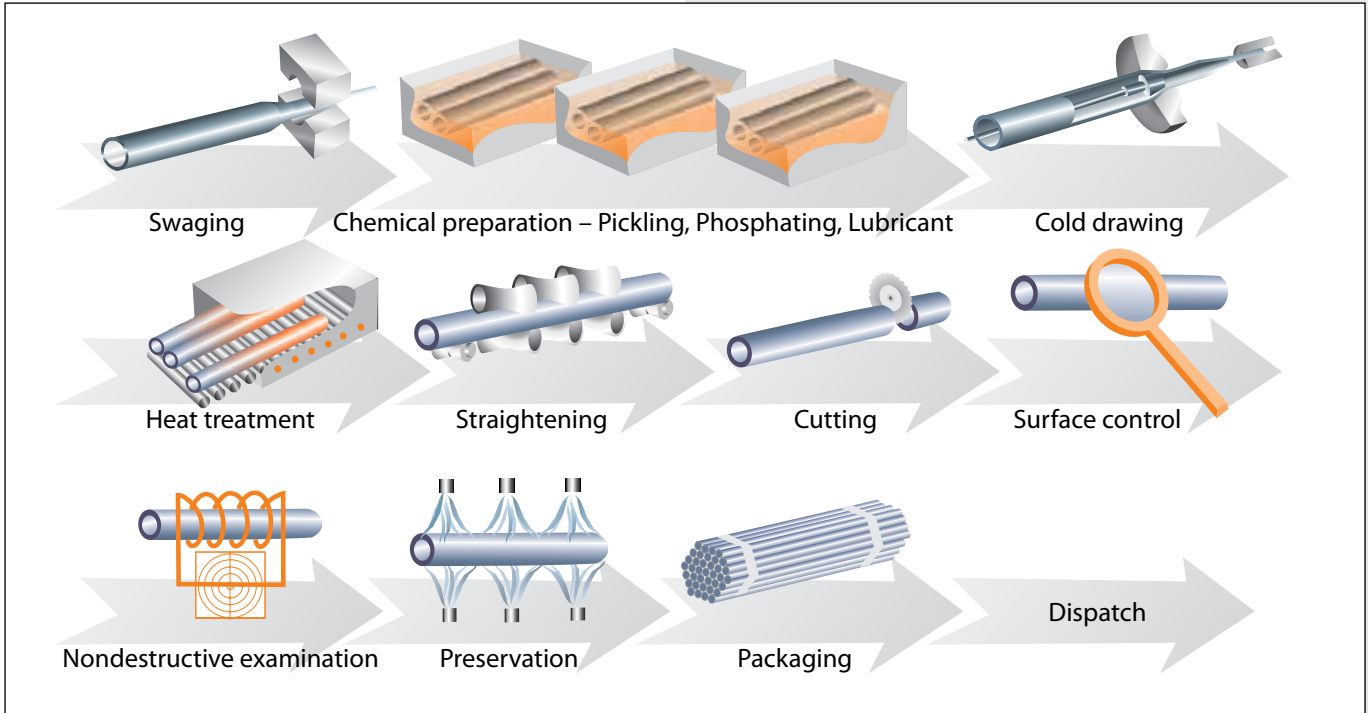 Swaging
Chemical preparation – Pickling, Phosphating, Lubricant
Cold drawing
Heat treatment
Straightening
Cutting
Surface control
Nondestructive examination
Preservation
Packaging
Dispatch